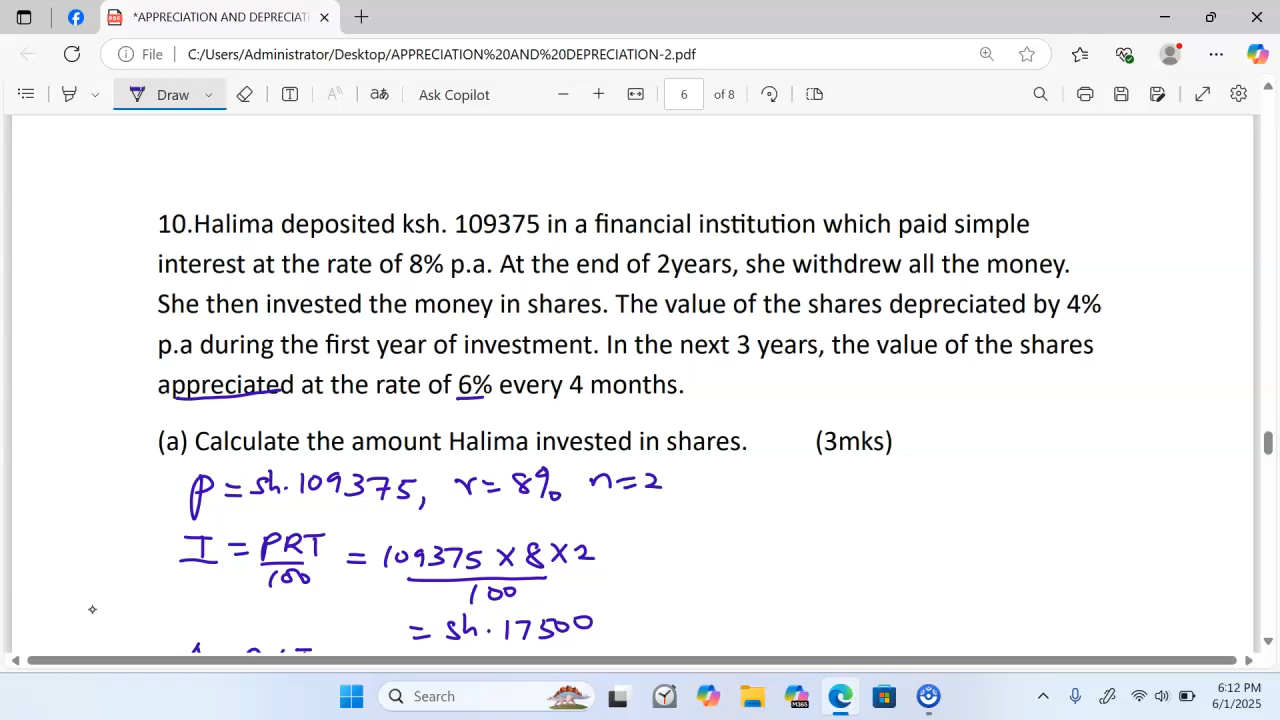 *APPRECIATION AND DEPRECIATI
File C:/Users/Administrator/Desktop/APPRECIATION%20AND%20DEPRECIATION-2.pdf
Draw Ask Copilot 6 of 8
10.Halima deposited ksh. 109375 in a financial institution which paid simple
interest at the rate of 8% p.a. At the end of 2years, she withdrew all the money.
She then invested the money in shares. The value of the shares depreciated by 4%
p.a during the first year of investment. In the next 3 years, the value of the shares
appreciated at the rate of 6% every 4 months.
(a) Calculate the amount Halima invested in shares. (3mks)
P = sh. 109375, r = 8% n = 2
I = PRT/100 = 109375 × 8 × 2/100
= sh. 17500
Search
6:12 PM
6/1/2025